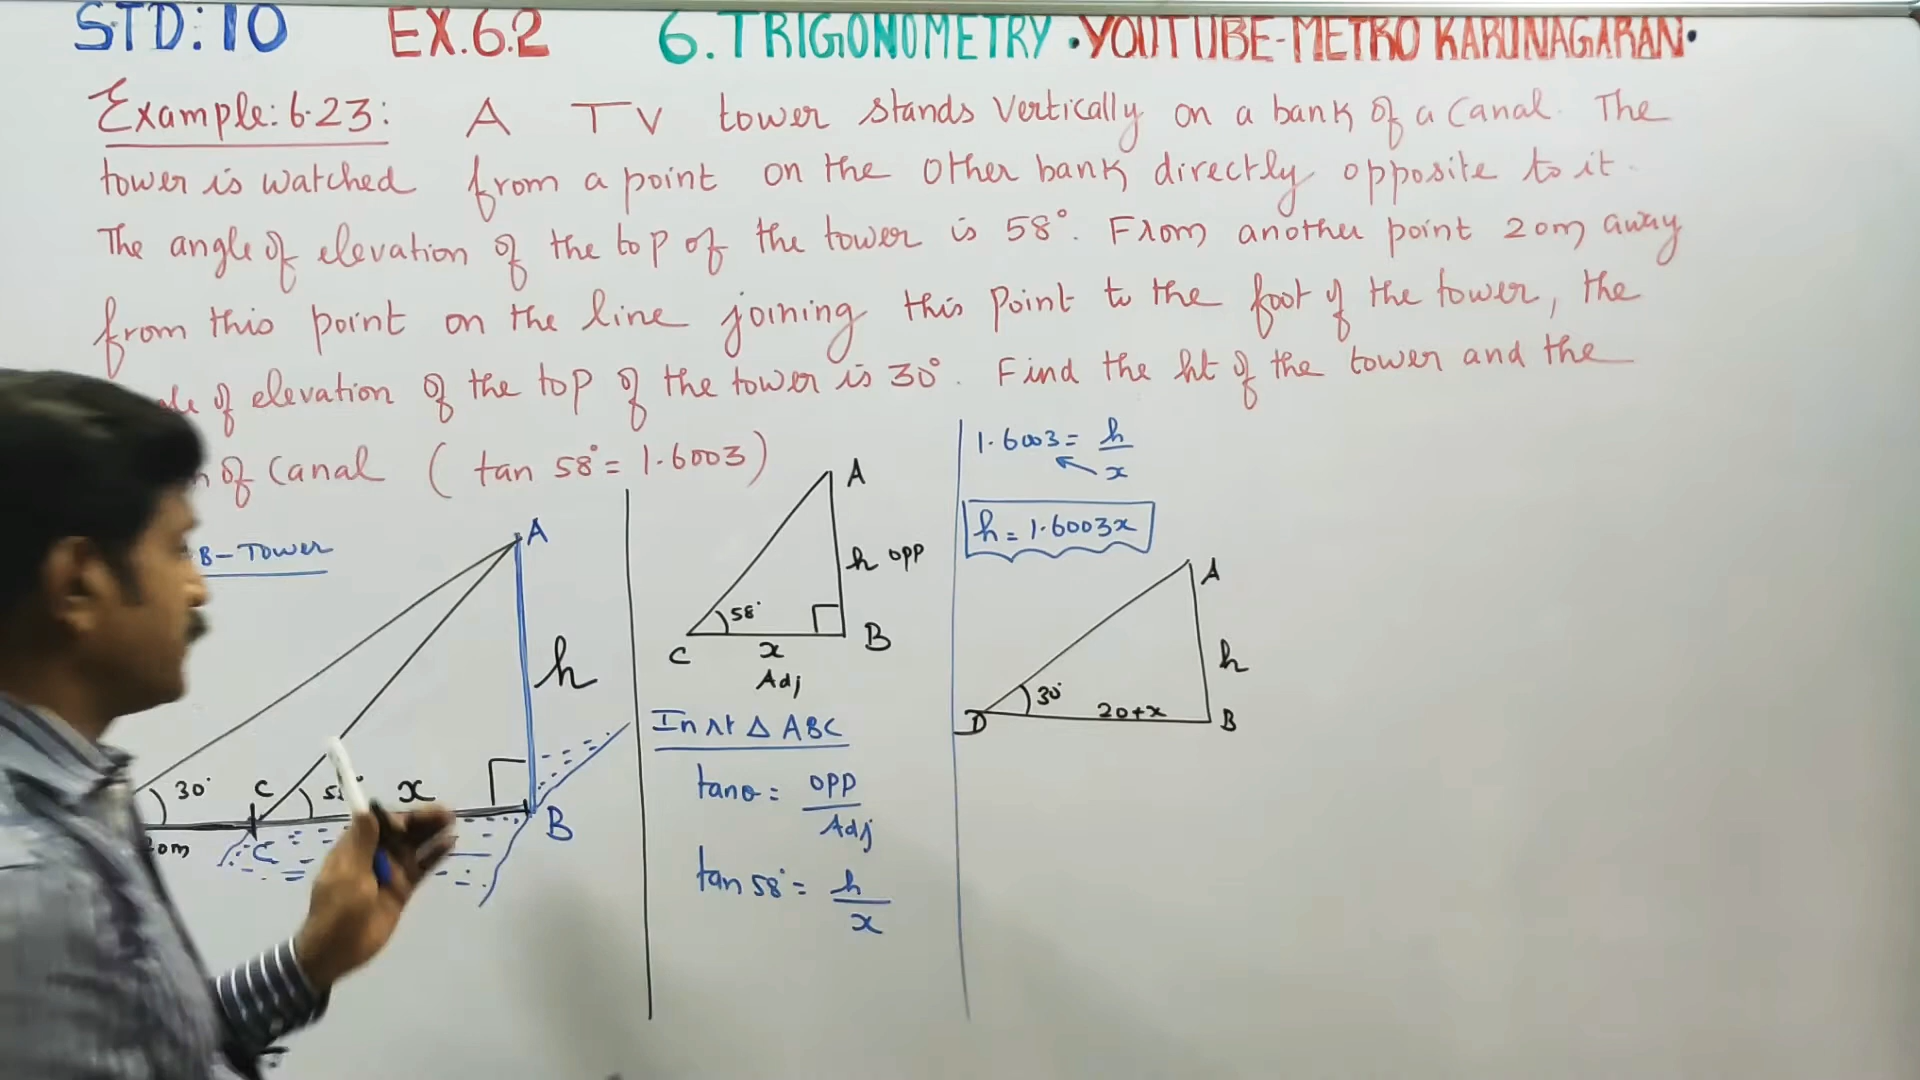 STD:10 EX.6.2 6.TRIGONOMETRY •YOUTUBE-METRO KARUNAGARAN•
Example:6.23: A TV tower stands Vertically on a bank of a Canal. The
tower is watched from a point on the Other bank directly opposite to it.
The angle of elevation of the top of the tower is 58°. From another point 20m away
from this point on the line joining this Point to the foot of the tower, the
of elevation of the top of the tower is 30°. Find the ht of the tower and the
of Canal ( tan 58° = 1.6003)
B-Tower
A
h
30°
C
x
B
C
A
h opp
58°
C
x
B
Adj
In rt Δ ABC
tanθ = opp
Adj
tan 58° = h
x
1.6003 = h
x
h = 1.6003x
A
h
30°
D
20+x
B